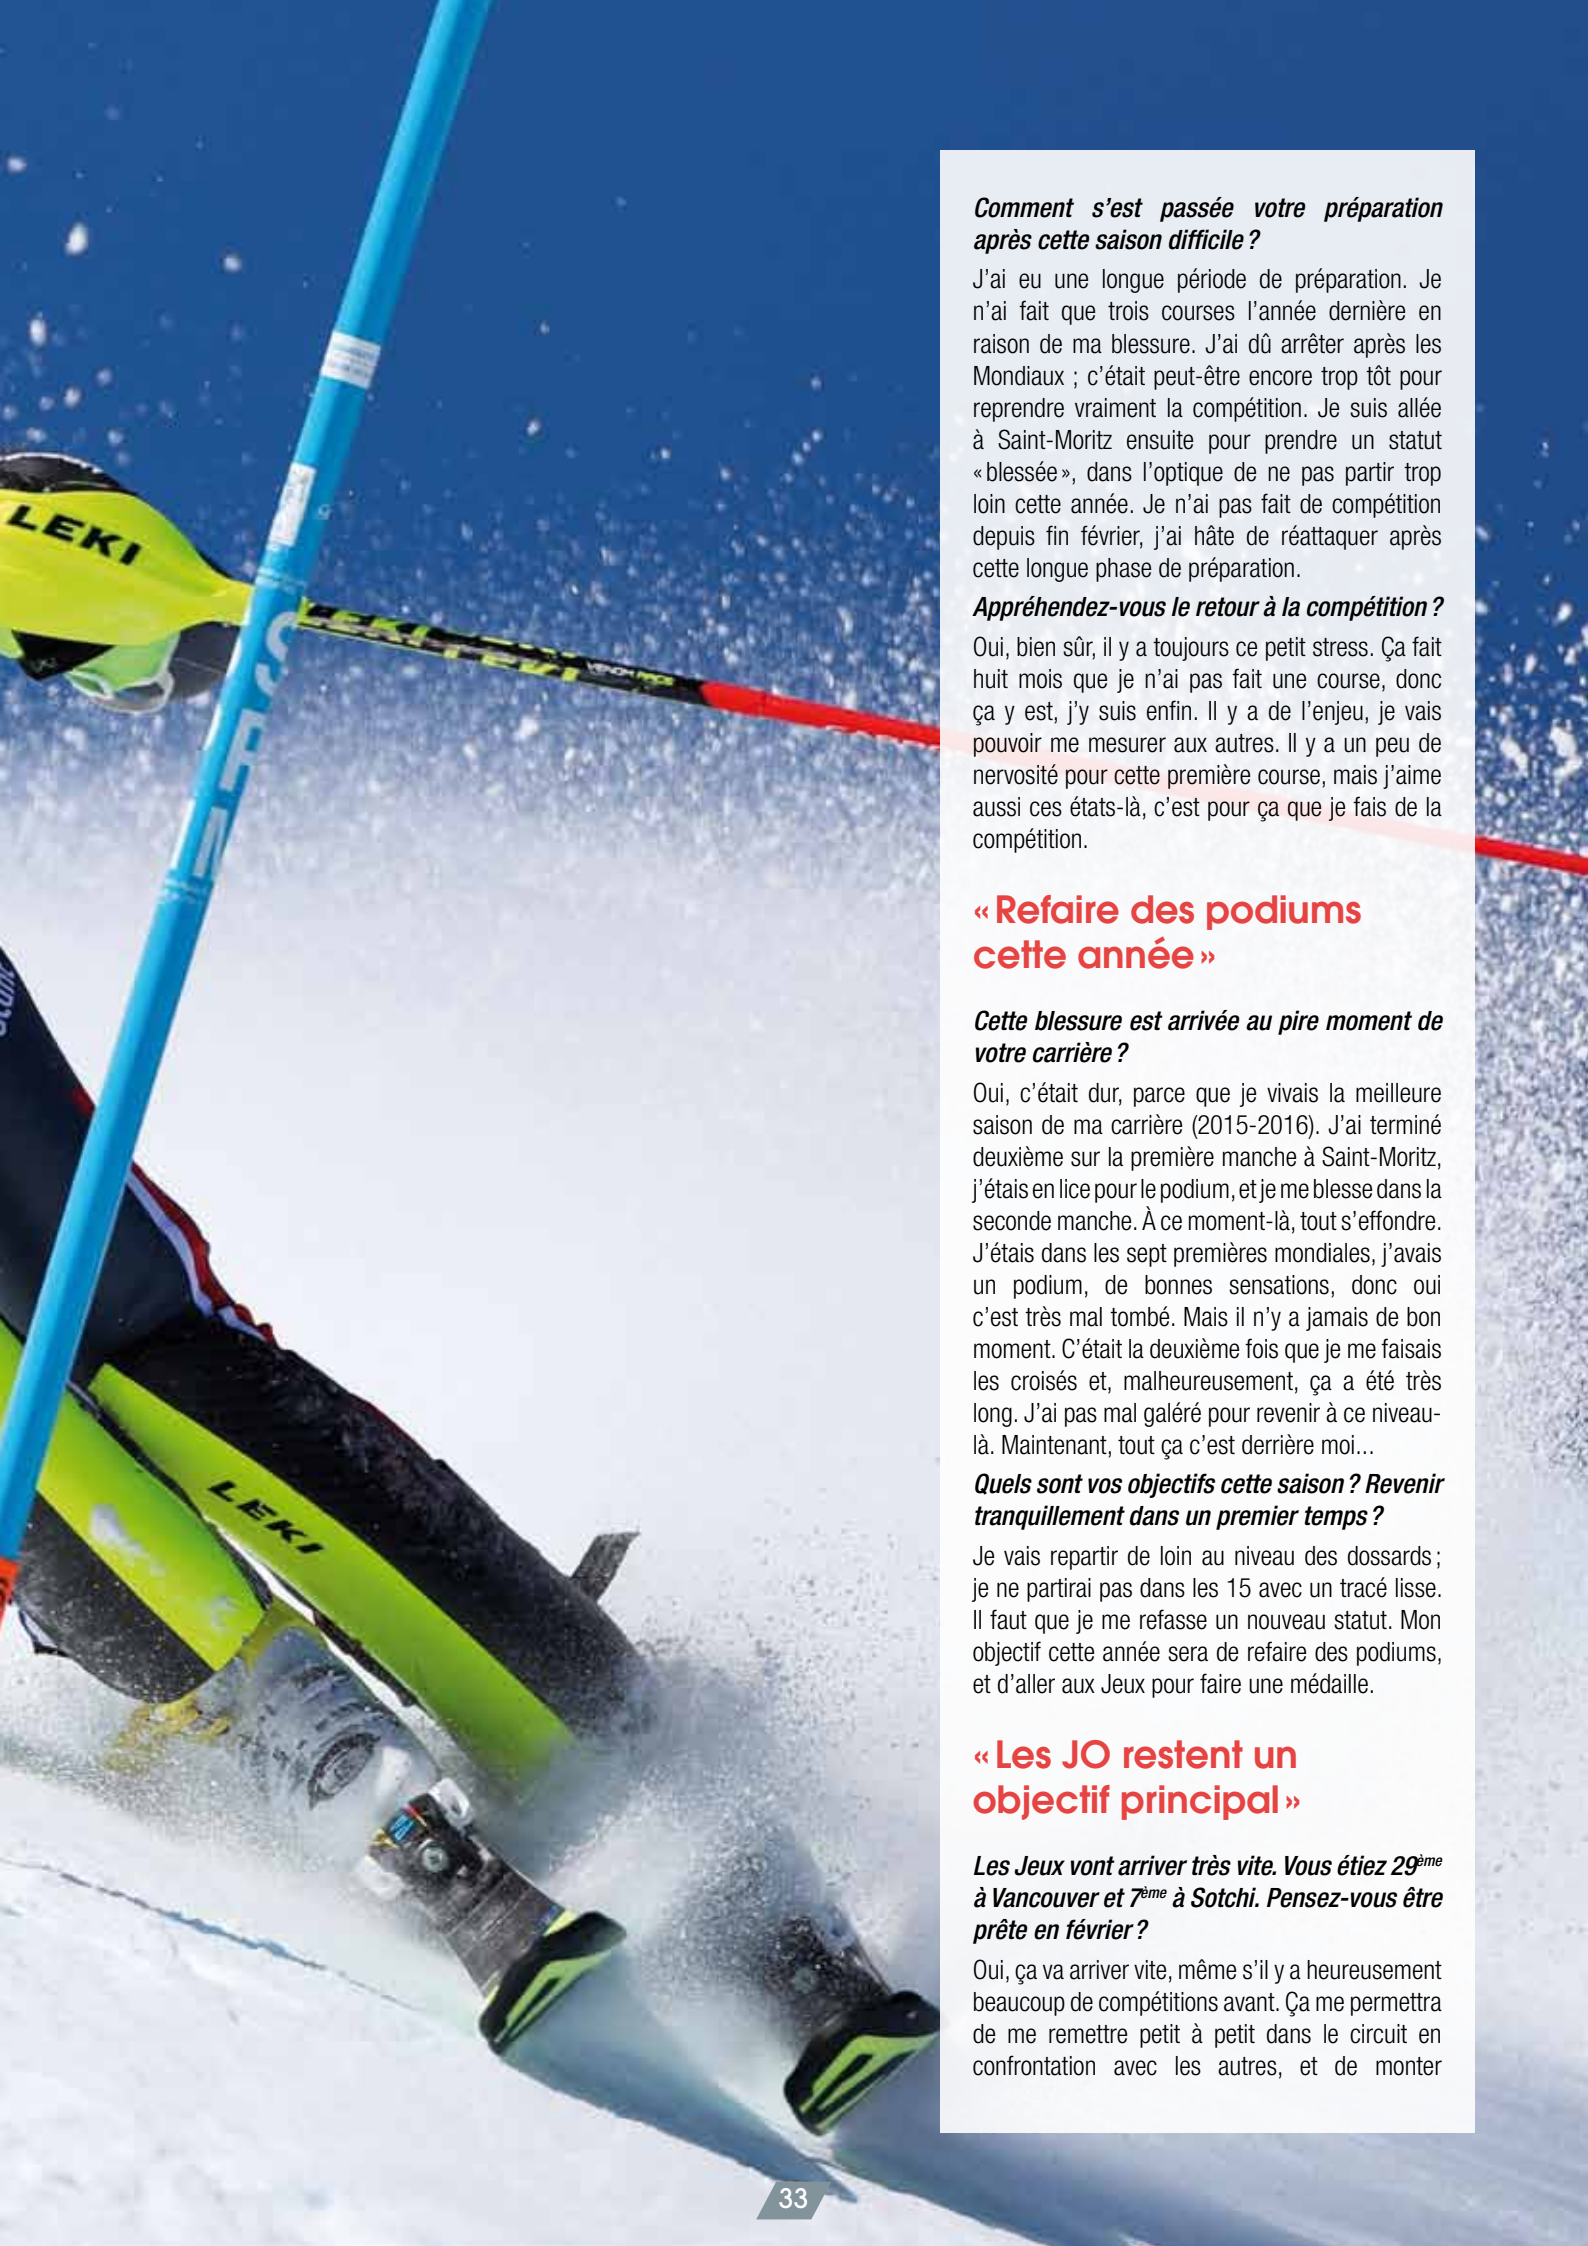 LEKI
LEKI
Comment s'est passée votre préparation
après cette saison difficile ?
J'ai eu une longue période de préparation. Je
n'ai fait que trois courses l'année dernière en
raison de ma blessure. J'ai dû arrêter après les
Mondiaux ; c'était peut-être encore trop tôt pour
reprendre vraiment la compétition. Je suis allée
à Saint-Moritz ensuite pour prendre un statut
« blessée », dans l'optique de ne pas partir trop
loin cette année. Je n'ai pas fait de compétition
depuis fin février, j'ai hâte de réattaquer après
cette longue phase de préparation.
Appréhendez-vous le retour à la compétition ?
Oui, bien sûr, il y a toujours ce petit stress. Ça fait
huit mois que je n'ai pas fait une course, donc
ça y est, j'y suis enfin. Il y a de l'enjeu, je vais
pouvoir me mesurer aux autres. Il y a un peu de
nervosité pour cette première course, mais j'aime
aussi ces états-là, c'est pour ça que je fais de la
compétition.
« Refaire des podiums
cette année »
Cette blessure est arrivée au pire moment de
votre carrière ?
Oui, c'était dur, parce que je vivais la meilleure
saison de ma carrière (2015-2016). J'ai terminé
deuxième sur la première manche à Saint-Moritz,
j'étais en lice pour le podium, et je me blesse dans la
seconde manche. À ce moment-là, tout s'effondre.
J'étais dans les sept premières mondiales, j'avais
un podium, de bonnes sensations, donc oui
c'est très mal tombé. Mais il n'y a jamais de bon
moment. C'était la deuxième fois que je me faisais
les croisés et, malheureusement, ça a été très
long. J'ai pas mal galéré pour revenir à ce niveau-
là. Maintenant, tout ça c'est derrière moi...
Quels sont vos objectifs cette saison ? Revenir
tranquillement dans un premier temps ?
Je vais repartir de loin au niveau des dossards ;
je ne partirai pas dans les 15 avec un tracé lisse.
Il faut que je me refasse un nouveau statut. Mon
objectif cette année sera de refaire des podiums,
et d'aller aux Jeux pour faire une médaille.
« Les JO restent un
objectif principal »
Les Jeux vont arriver très vite. Vous étiez 29ème
à Vancouver et 7ème à Sotchi. Pensez-vous être
prête en février ?
Oui, ça va arriver vite, même s'il y a heureusement
beaucoup de compétitions avant. Ça me permettra
de me remettre petit à petit dans le circuit en
confrontation avec les autres, et de monter
33